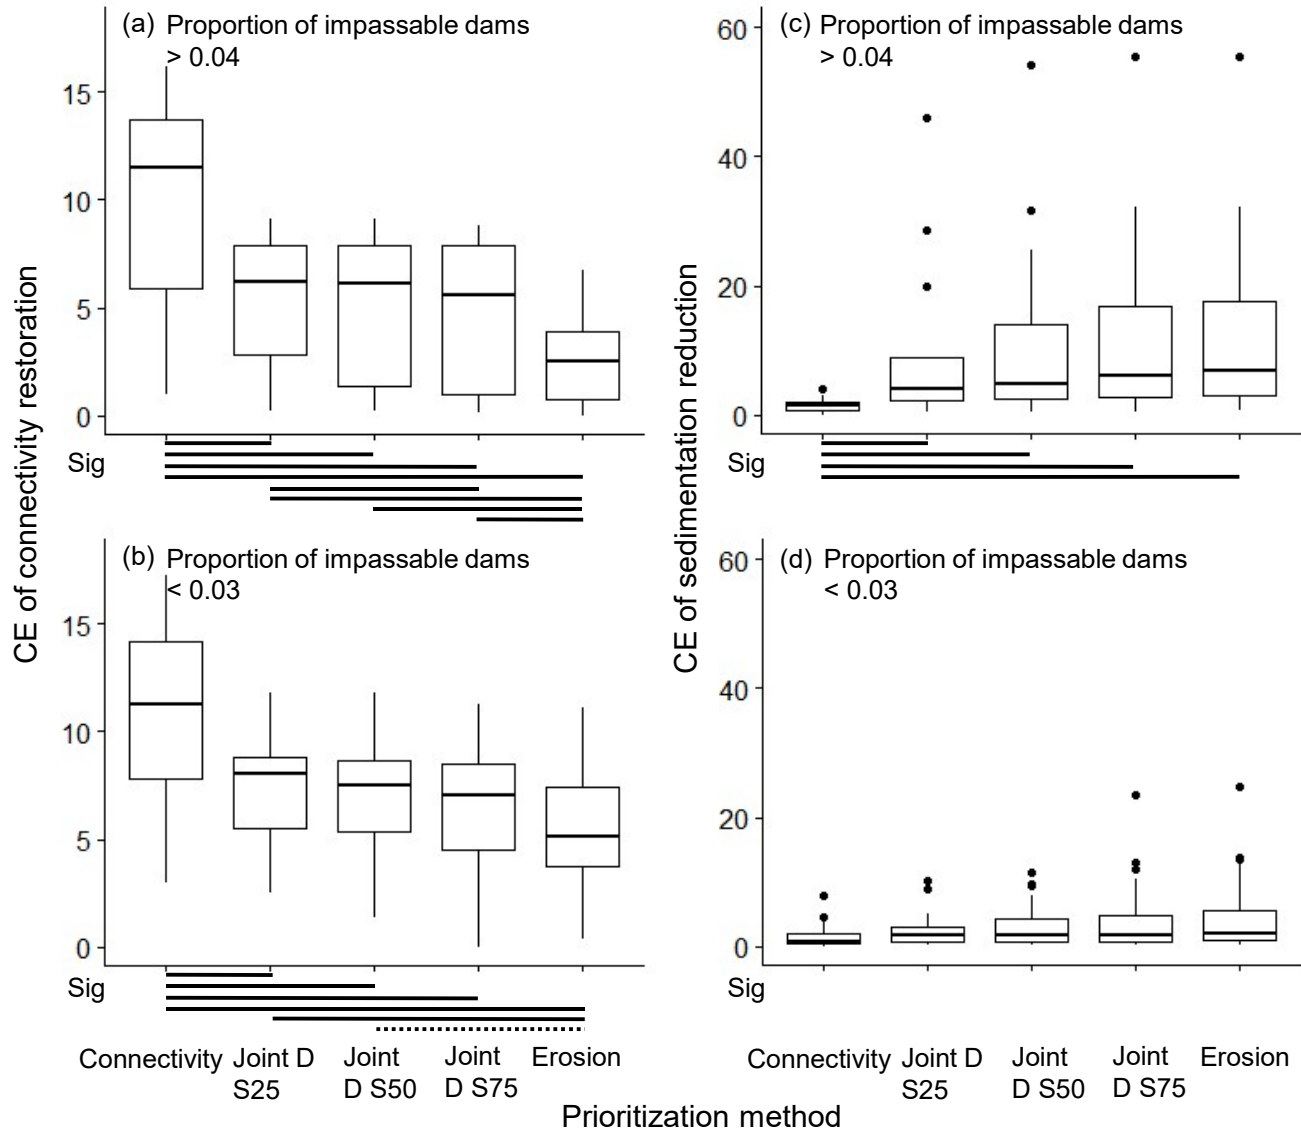 (a) Proportion of impassable dams
> 0.04
15
10
5
0
Sig
(c) Proportion of impassable dams
> 0.04
60
40
20
0
Sig
CE of connectivity restoration
CE of sedimentation reduction
(b) Proportion of impassable dams
< 0.03
15
10
5
0
Sig
(d) Proportion of impassable dams
< 0.03
60
40
20
0
Sig
Connectivity Joint D Joint Joint Erosion
S25 D S50 D S75
Connectivity Joint D Joint Joint Erosion
S25 D S50 D S75
Prioritization method